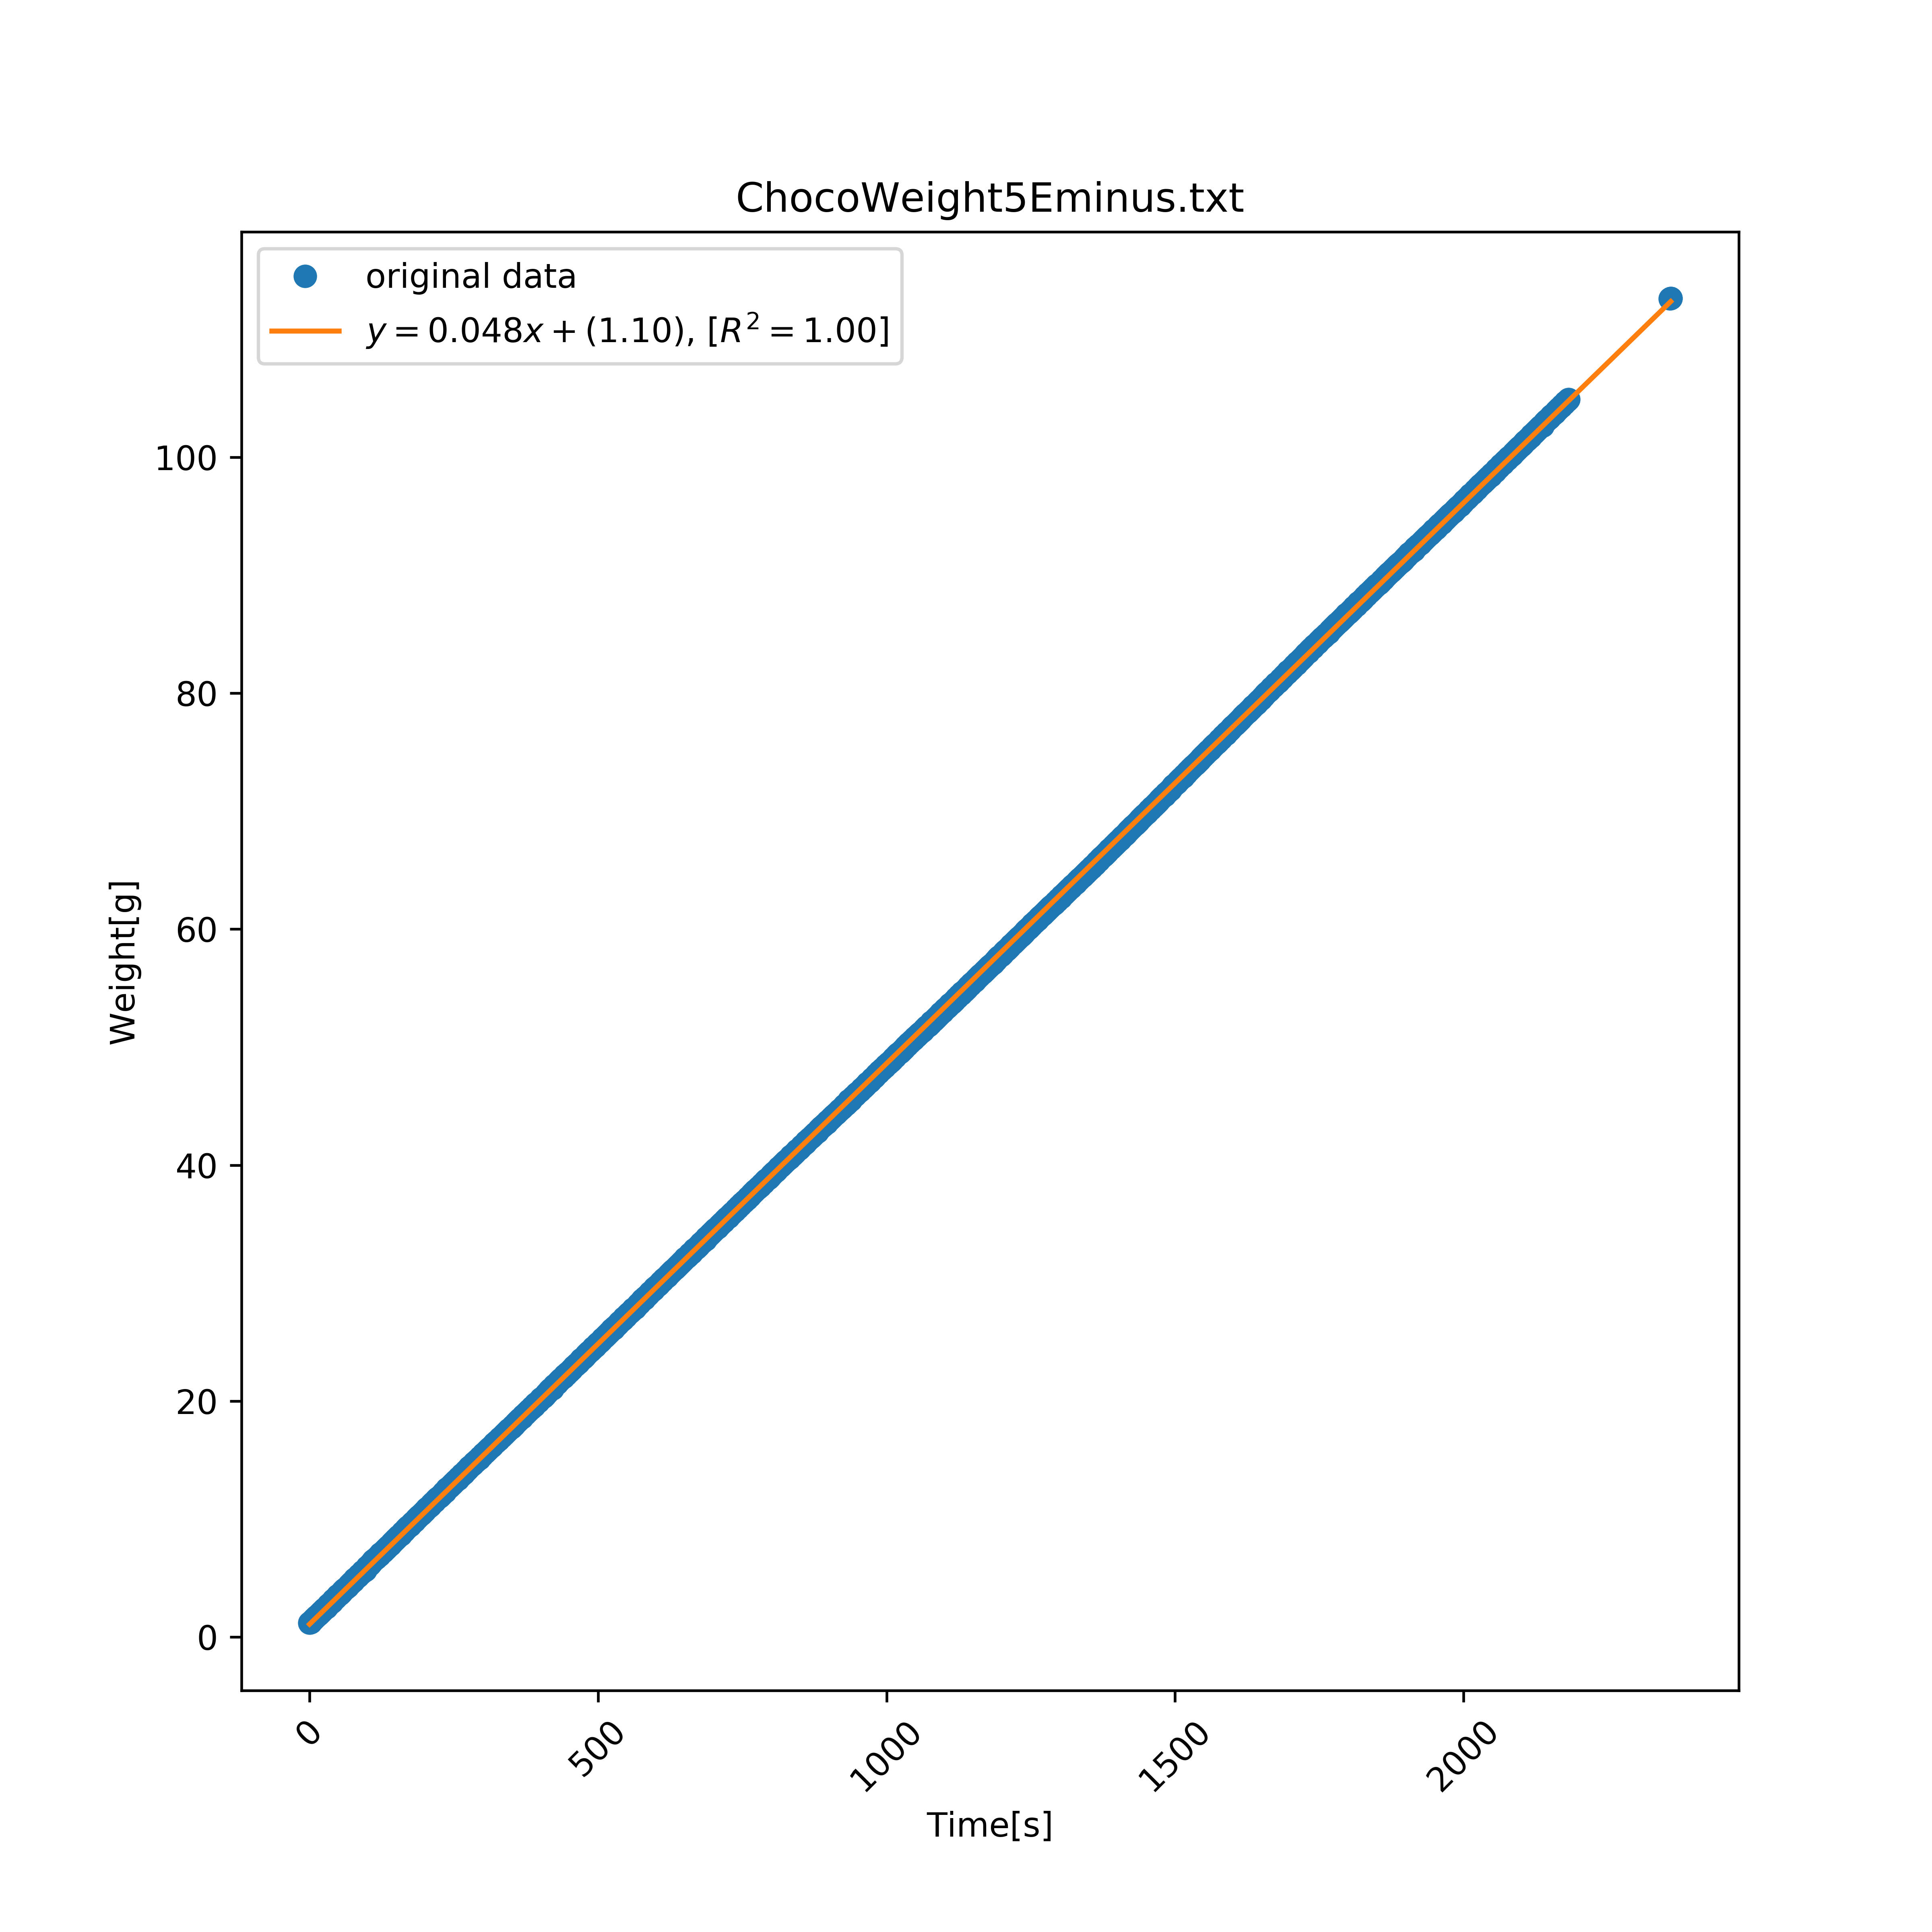 ChocoWeight5Eminus.txt
original data
y = 0.048x + (1.10), [R² = 1.00]
100
80
60
40
20
0
Weight[g]
0
500
1000
1500
2000
Time[s]